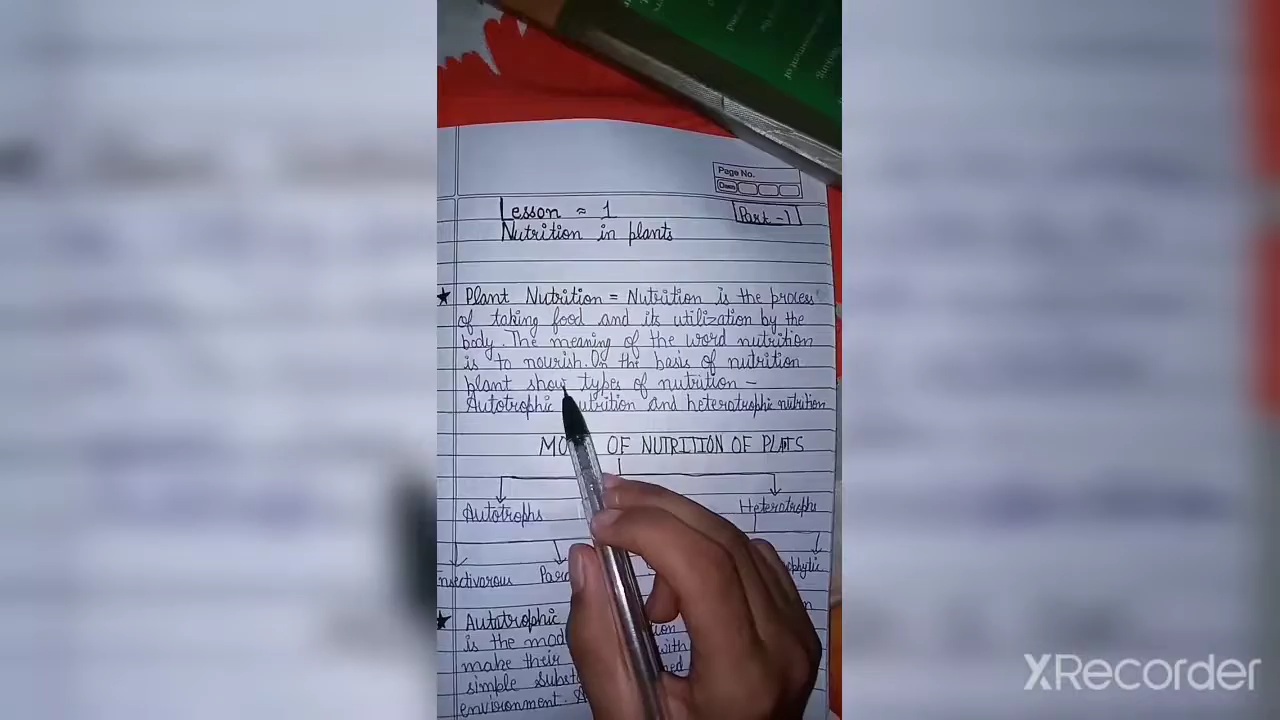 Page No.
Date
Lesson ≈ 1
Part -1
Nutrition in plants
★ Plant Nutrition = Nutrition is the process
of taking food and its utilization by the
body. The meaning of the word nutrition
is to nourish. On the basis of nutrition
plant show types of nutrition -
Autotrophic nutrition and heterotrophic nutrition
OF NUTRITION OF PLATS
Autotrophs Heterotrophs
Insectivorous
★ Autotrophic
is the with
make their
simple
environment.
XRecorder